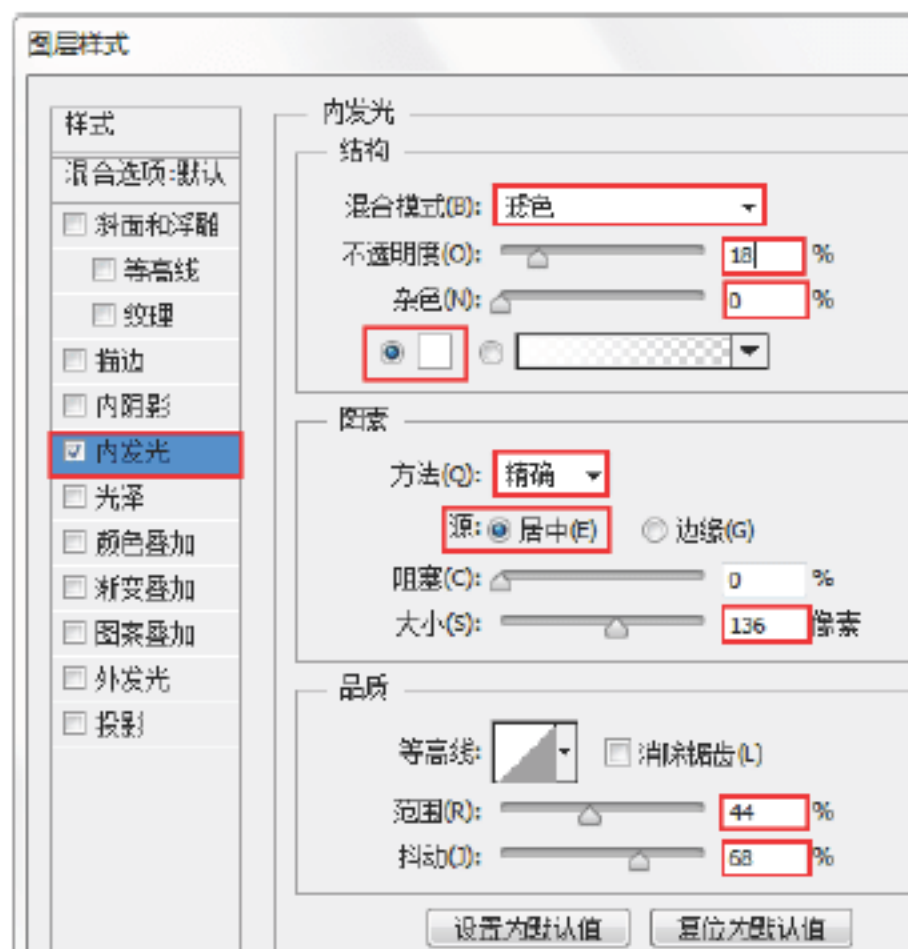 图层样式
样式
混合选项:默认
斜面和浮雕
等高线
纹理
描边
内阴影
内发光
光泽
颜色叠加
渐变叠加
图案叠加
外发光
投影
内发光
结构
混合模式(B): 滤色
不透明度(O): 18 %
杂色(N): 0 %
图素
方法(Q): 精确
源: 居中(E) 边缘(G)
阻塞(C): 0 %
大小(S): 136 像素
品质
等高线: 消除锯齿(L)
范围(R): 44 %
抖动(J): 68 %
设置为默认值 复位为默认值